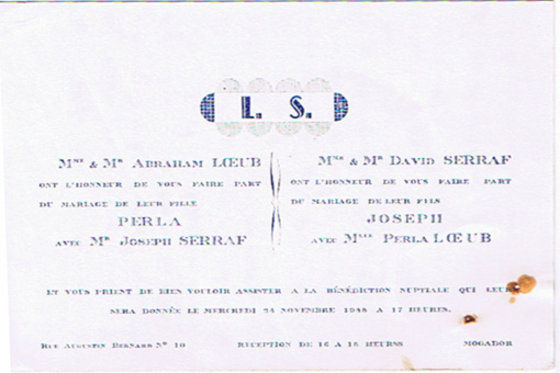 L. S.
Mme & Mr Abraham LŒUB
ONT L'HONNEUR DE VOUS FAIRE PART
DU MARIAGE DE LEUR FILLE
PERLA
AVEC Mr Joseph SERRAF
Mme & Mr David SERRAF
ONT L'HONNEUR DE VOUS FAIRE PART
DU MARIAGE DE LEUR FILS
JOSEPH
AVEC Melle Perla LŒUB
ET VOUS PRIENT DE BIEN VOULOIR ASSISTER A LA BÉNÉDICTION NUPTIALE QUI LEUR
SERA DONNÉE LE MERCREDI 24 NOVEMBRE 1948 A 17 HEURES.
Rue Augustin Bernard No 10 RECEPTION DE 16 A 18 HEURES MOGADOR